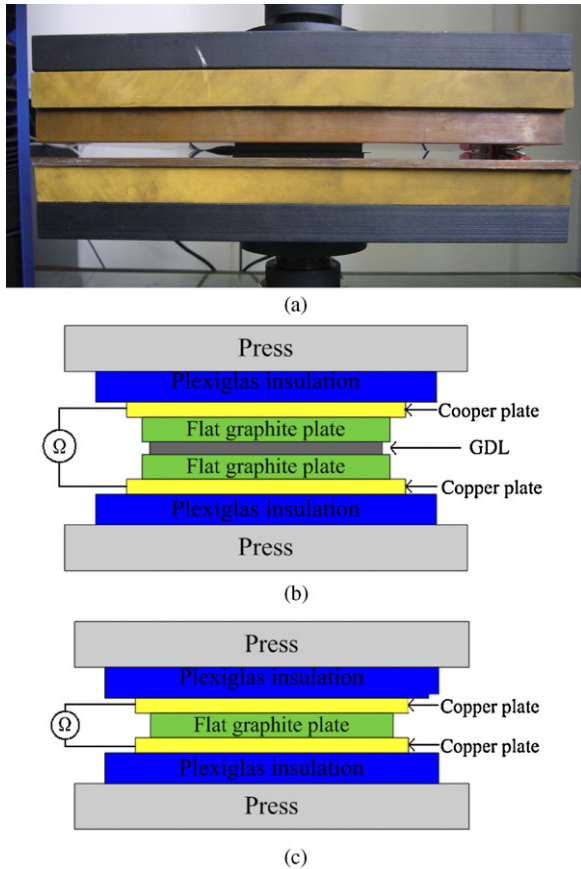 (a)
Press
Plexiglas insulation
Cooper plate
Flat graphite plate
Ω
GDL
Flat graphite plate
Copper plate
Plexiglas insulation
Press
(b)
Press
Plexiglas insulation
Copper plate
Ω
Flat graphite plate
Copper plate
Plexiglas insulation
Press
(c)